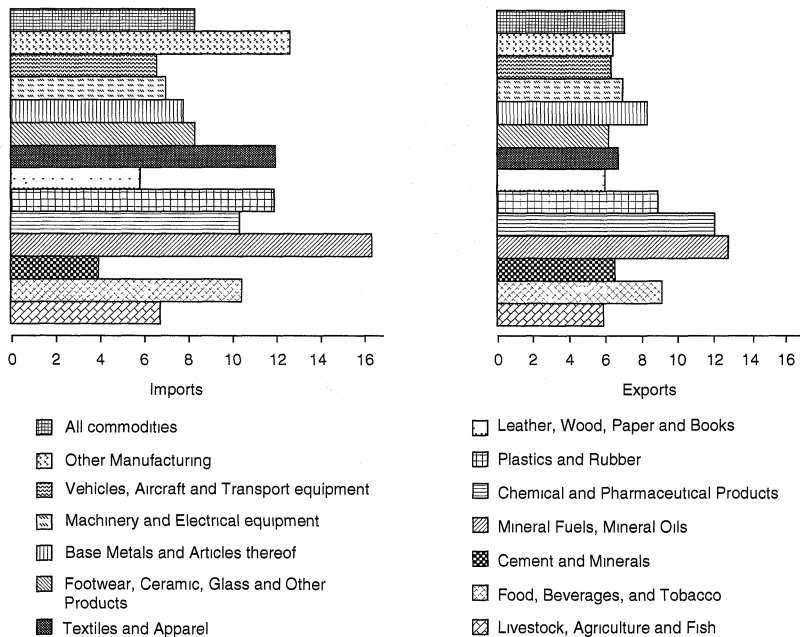 0 2 4 6 8 10 12 14 16
Imports
0 2 4 6 8 10 12 14 16
Exports
All commodities
Other Manufacturing
Vehicles, Aircraft and Transport equipment
Machinery and Electrical equipment
Base Metals and Articles thereof
Footwear, Ceramic, Glass and Other
Products
Textiles and Apparel
Leather, Wood, Paper and Books
Plastics and Rubber
Chemical and Pharmaceutical Products
Mineral Fuels, Mineral Oils
Cement and Minerals
Food, Beverages, and Tobacco
Livestock, Agriculture and Fish